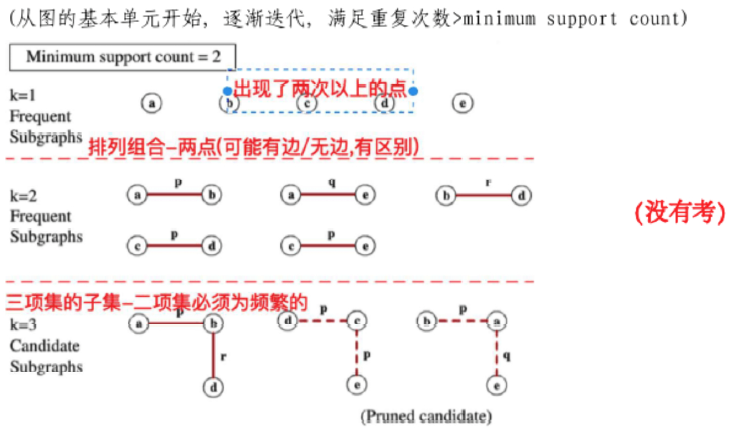 (从图的基本单元开始, 逐渐迭代, 满足重复次数>minimum support count)
Minimum support count = 2
出现了两次以上的点
k=1
Frequent
Subgraphs
a b c d e
排列组合-两点(可能有边/无边,有区别)
k=2
Frequent
Subgraphs
a p b a q e b r d
c p d c p e
(没有考)
三项集的子集-二项集必须为频繁的
k=3
Candidate
Subgraphs
a p b d p c b p a
r p q
d e e
(Pruned candidate)